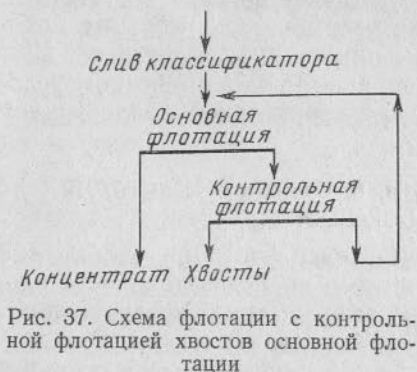 Слив классификатора
Основная
флотация
Контрольная
флотация
Концентрат Хвосты
Рис. 37. Схема флотации с контроль-
ной флотацией хвостов основной фло-
тации